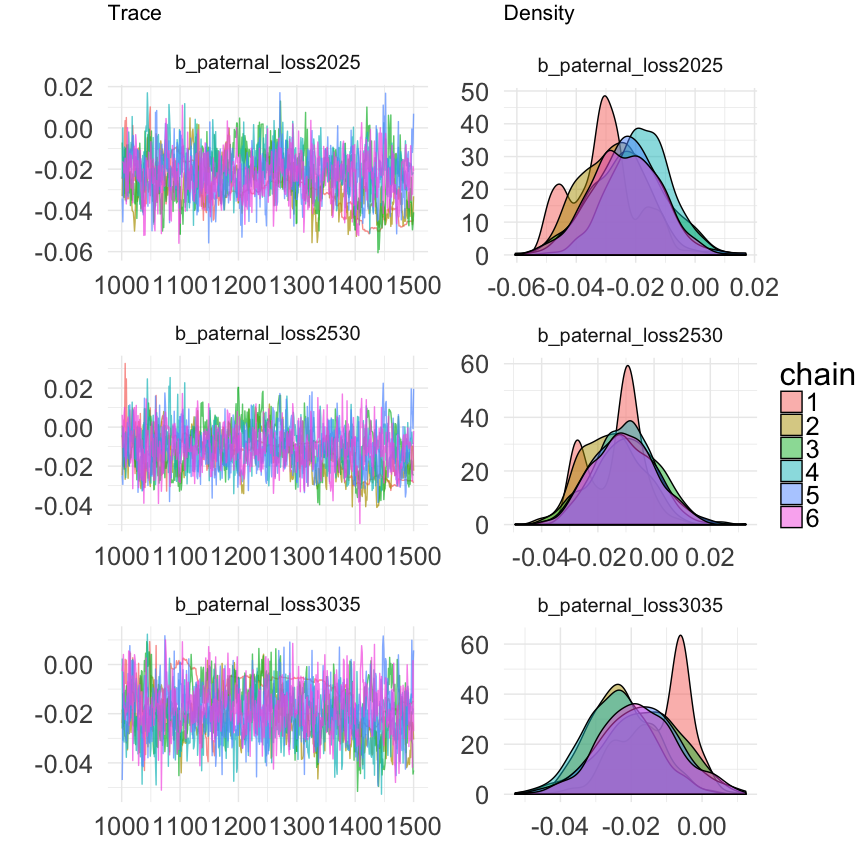 Trace
Density
b_paternal_loss2025
0.02
0.00
-0.02
-0.04
-0.06
1000 1100 1200 1300 1400 1500
b_paternal_loss2025
50
40
30
20
10
0
-0.06 -0.04 -0.02 0.00 0.02
b_paternal_loss2530
0.02
0.00
-0.02
-0.04
1000 1100 1200 1300 1400 1500
b_paternal_loss2530
60
40
20
0
-0.04 -0.02 0.00 0.02
b_paternal_loss3035
0.00
-0.02
-0.04
1000 1100 1200 1300 1400 1500
b_paternal_loss3035
60
40
20
0
-0.04 -0.02 0.00
chain
1
2
3
4
5
6